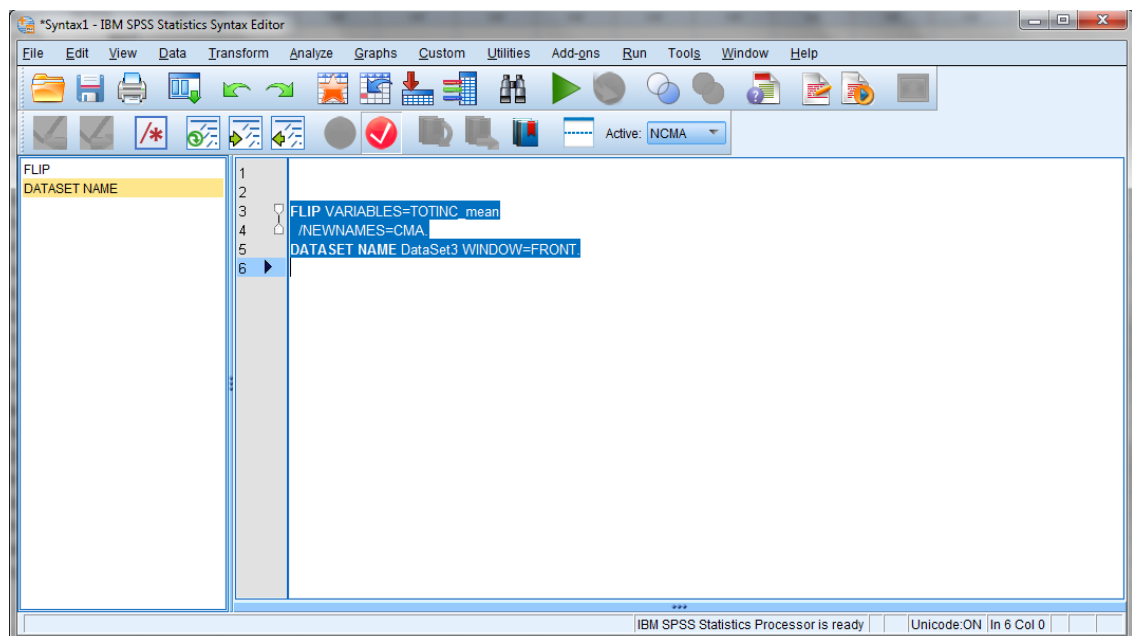 *Syntax1 - IBM SPSS Statistics Syntax Editor
File Edit View Data Transform Analyze Graphs Custom Utilities Add-ons Run Tools Window Help
Active: NCMA
FLIP
DATASET NAME
1
2
3 FLIP VARIABLES=TOTINC_mean
4 /NEWNAMES=CMA.
5 DATASET NAME DataSet3 WINDOW=FRONT.
6
IBM SPSS Statistics Processor is ready Unicode:ON In 6 Col 0